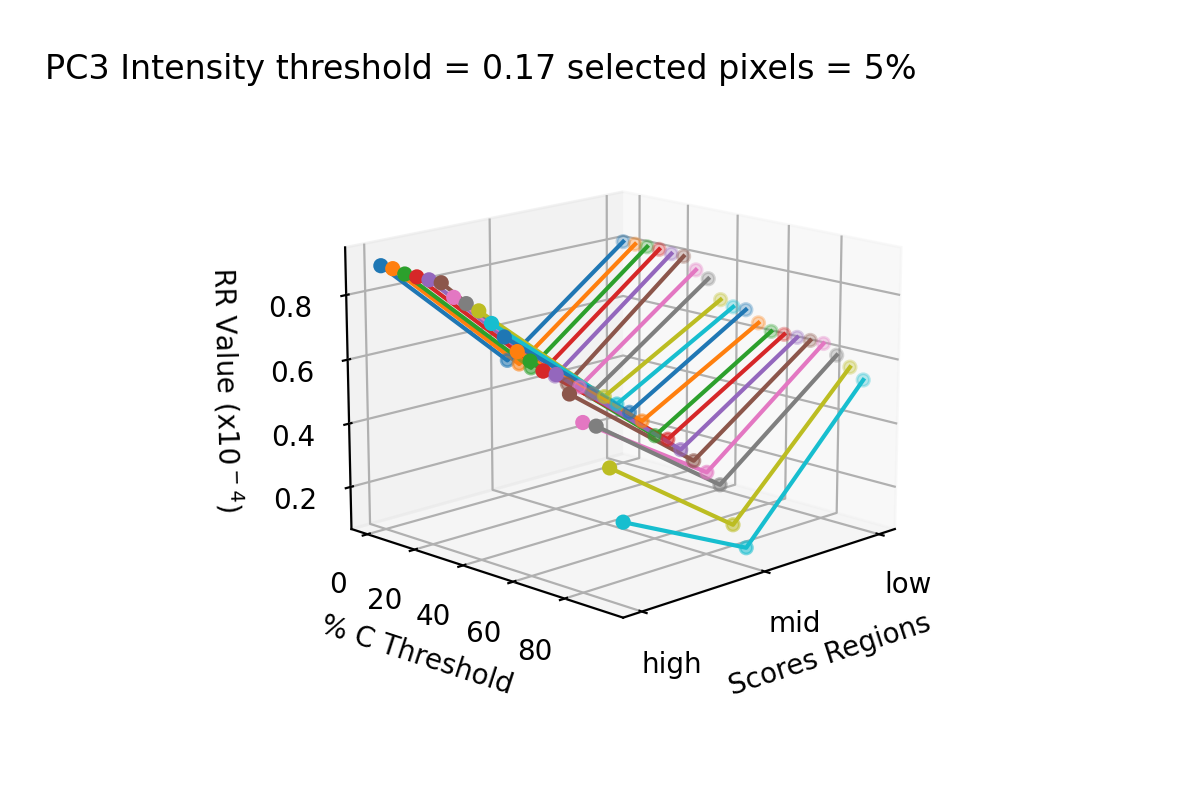 PC3 Intensity threshold = 0.17 selected pixels = 5%
RR Value (x10⁻⁴)
0.8
0.6
0.4
0.2
0
20
40
60
80
% C Threshold
high
mid
low
Scores Regions